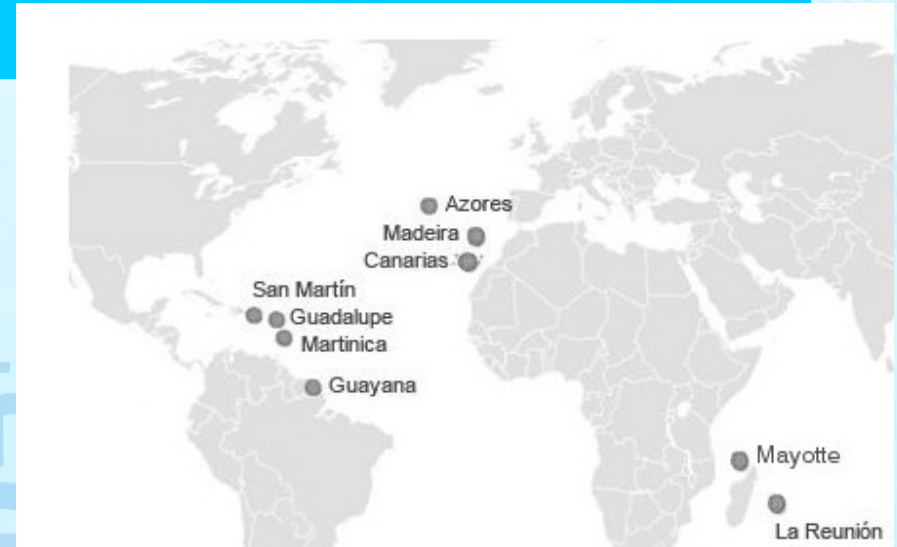 Azores
Madeira
Canarias
San Martín
Guadalupe
Martinica
Guayana
Mayotte
La Reunión